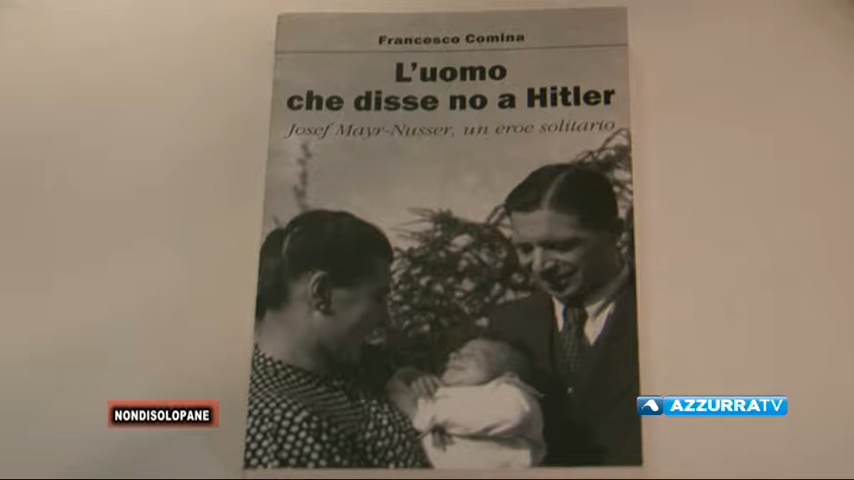 Francesco Comina
L'uomo
che disse no a Hitler
Josef Mayr-Nusser, un eroe solitario
NONDISOLOPANE
AZZURRATV